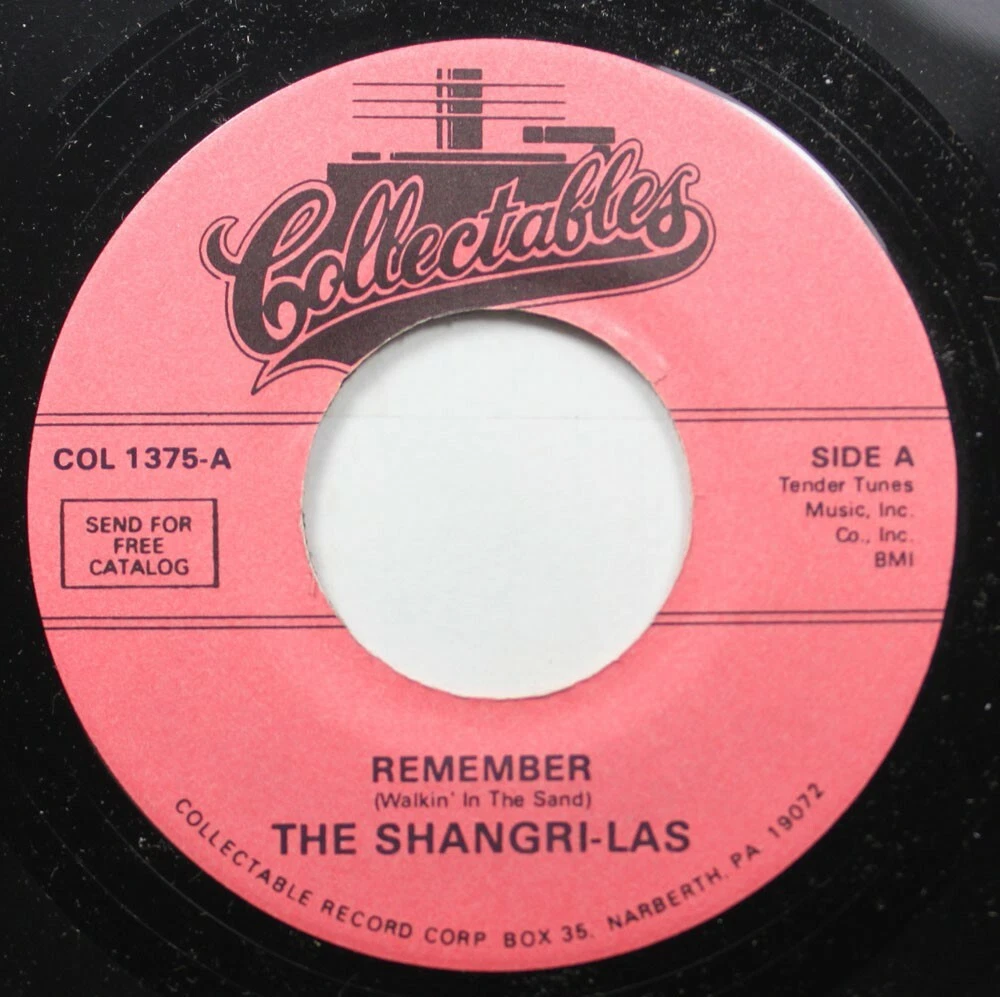 Collectables
COL 1375-A
SEND FOR
FREE
CATALOG
SIDE A
Tender Tunes
Music, Inc.
Co., Inc.
BMI
REMEMBER
(Walkin' In The Sand)
THE SHANGRI-LAS
COLLECTABLE RECORD CORP BOX 35. NARBERTH, PA 19072